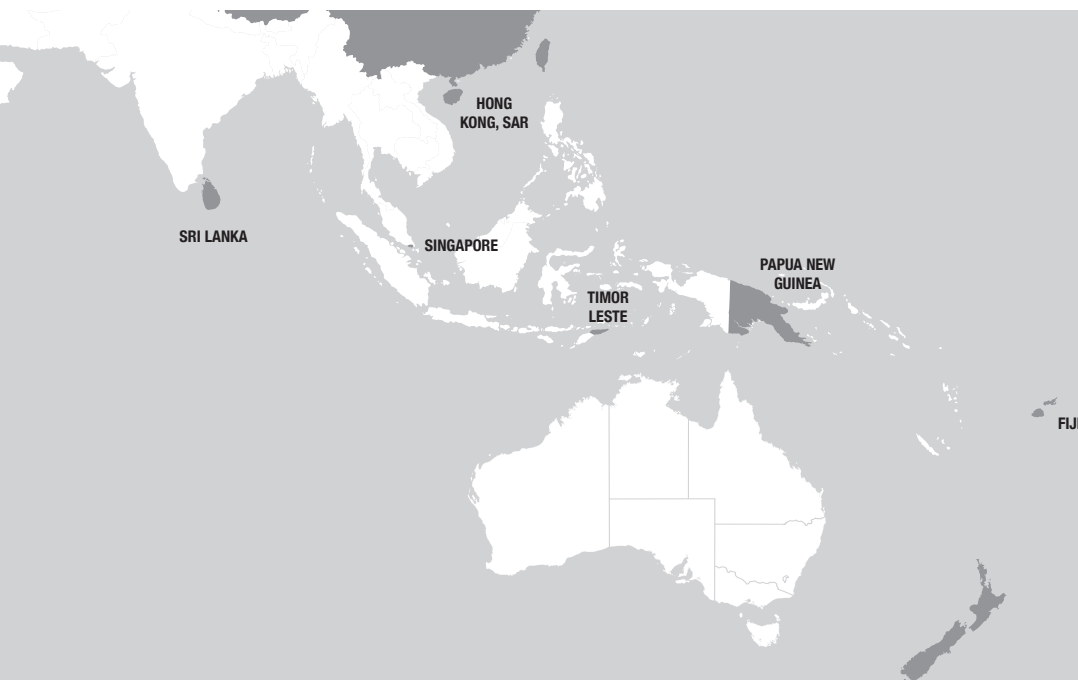 HONG
KONG, SAR
SRI LANKA
SINGAPORE
PAPUA NEW
GUINEA
TIMOR
LESTE
FIJI